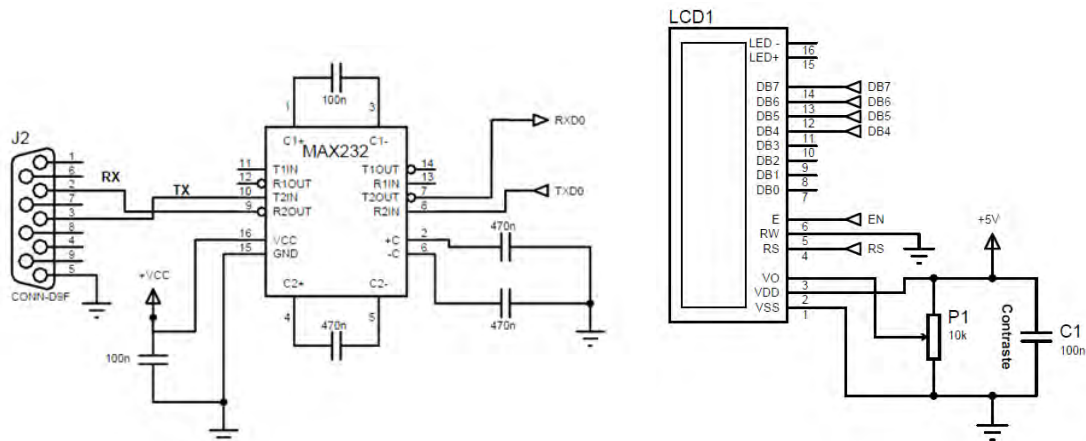 J2
1
6
2
7
3
8
4
9
5
CONN-D9F
RX
TX
+VCC
100n
100n
1
3
C1+
C1-
MAX232
11
T1IN
T1OUT
14
12
R1OUT
R1IN
13
10
T2IN
T2OUT
7
9
R2OUT
R2IN
8
16
VCC
+C
2
15
GND
-C
6
C2+
C2-
4
5
470n
470n
470n
RXD0
TXD0
LCD1
LED -
16
LED+
15
DB7
14
DB7
DB6
13
DB6
DB5
12
DB5
DB4
11
DB4
DB3
10
DB2
9
DB1
8
DB0
7
E
6
EN
RW
5
RS
4
RS
VO
3
VDD
2
VSS
1
+5V
P1
10k
Contraste
C1
100n